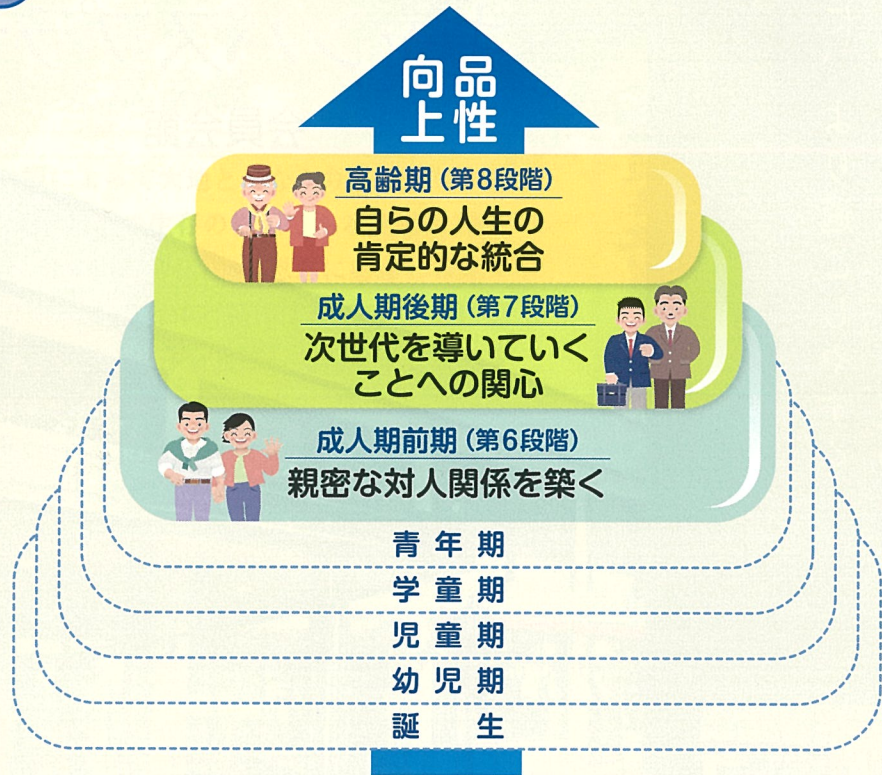 品性
向上
高齢期(第8段階)
自らの人生の
肯定的な統合
成人期後期(第7段階)
次世代を導いていく
ことへの関心
成人期前期(第6段階)
親密な対人関係を築く
青年期
学童期
児童期
幼児期
誕生